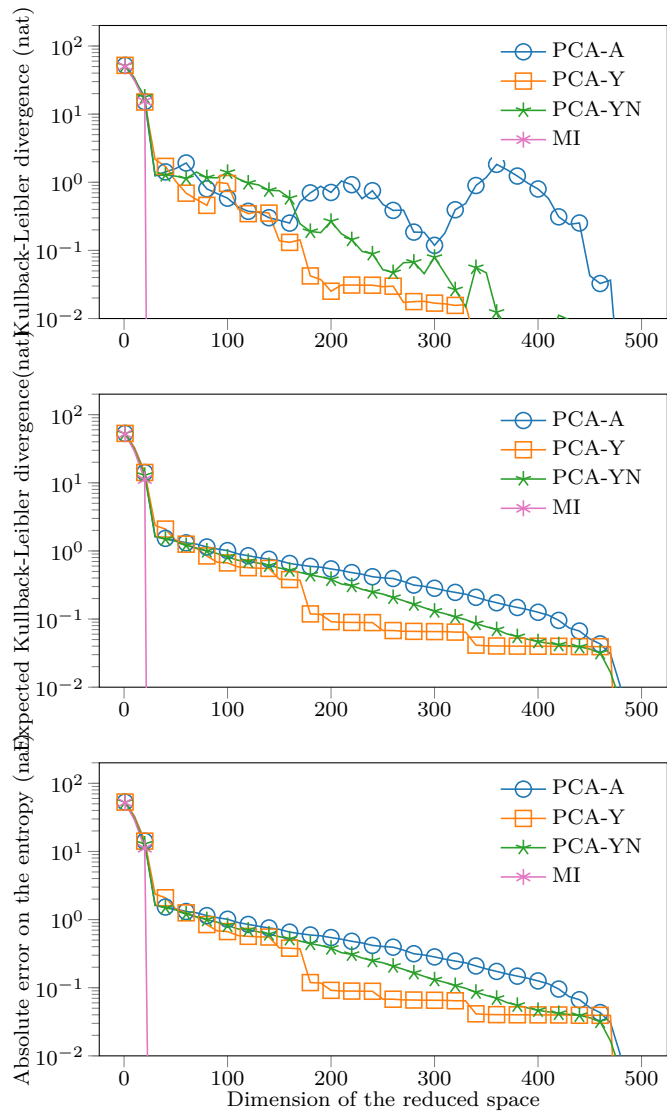 Kullback-Leibler divergence (nat)
10²
10¹
10⁰
10⁻¹
10⁻²
PCA-A
PCA-Y
PCA-YN
MI
0
100
200
300
400
500
Expected Kullback-Leibler divergence(nat)
10²
10¹
10⁰
10⁻¹
10⁻²
PCA-A
PCA-Y
PCA-YN
MI
0
100
200
300
400
500
Absolute error on the entropy (nat)
10²
10¹
10⁰
10⁻¹
10⁻²
PCA-A
PCA-Y
PCA-YN
MI
0
100
200
300
400
500
Dimension of the reduced space